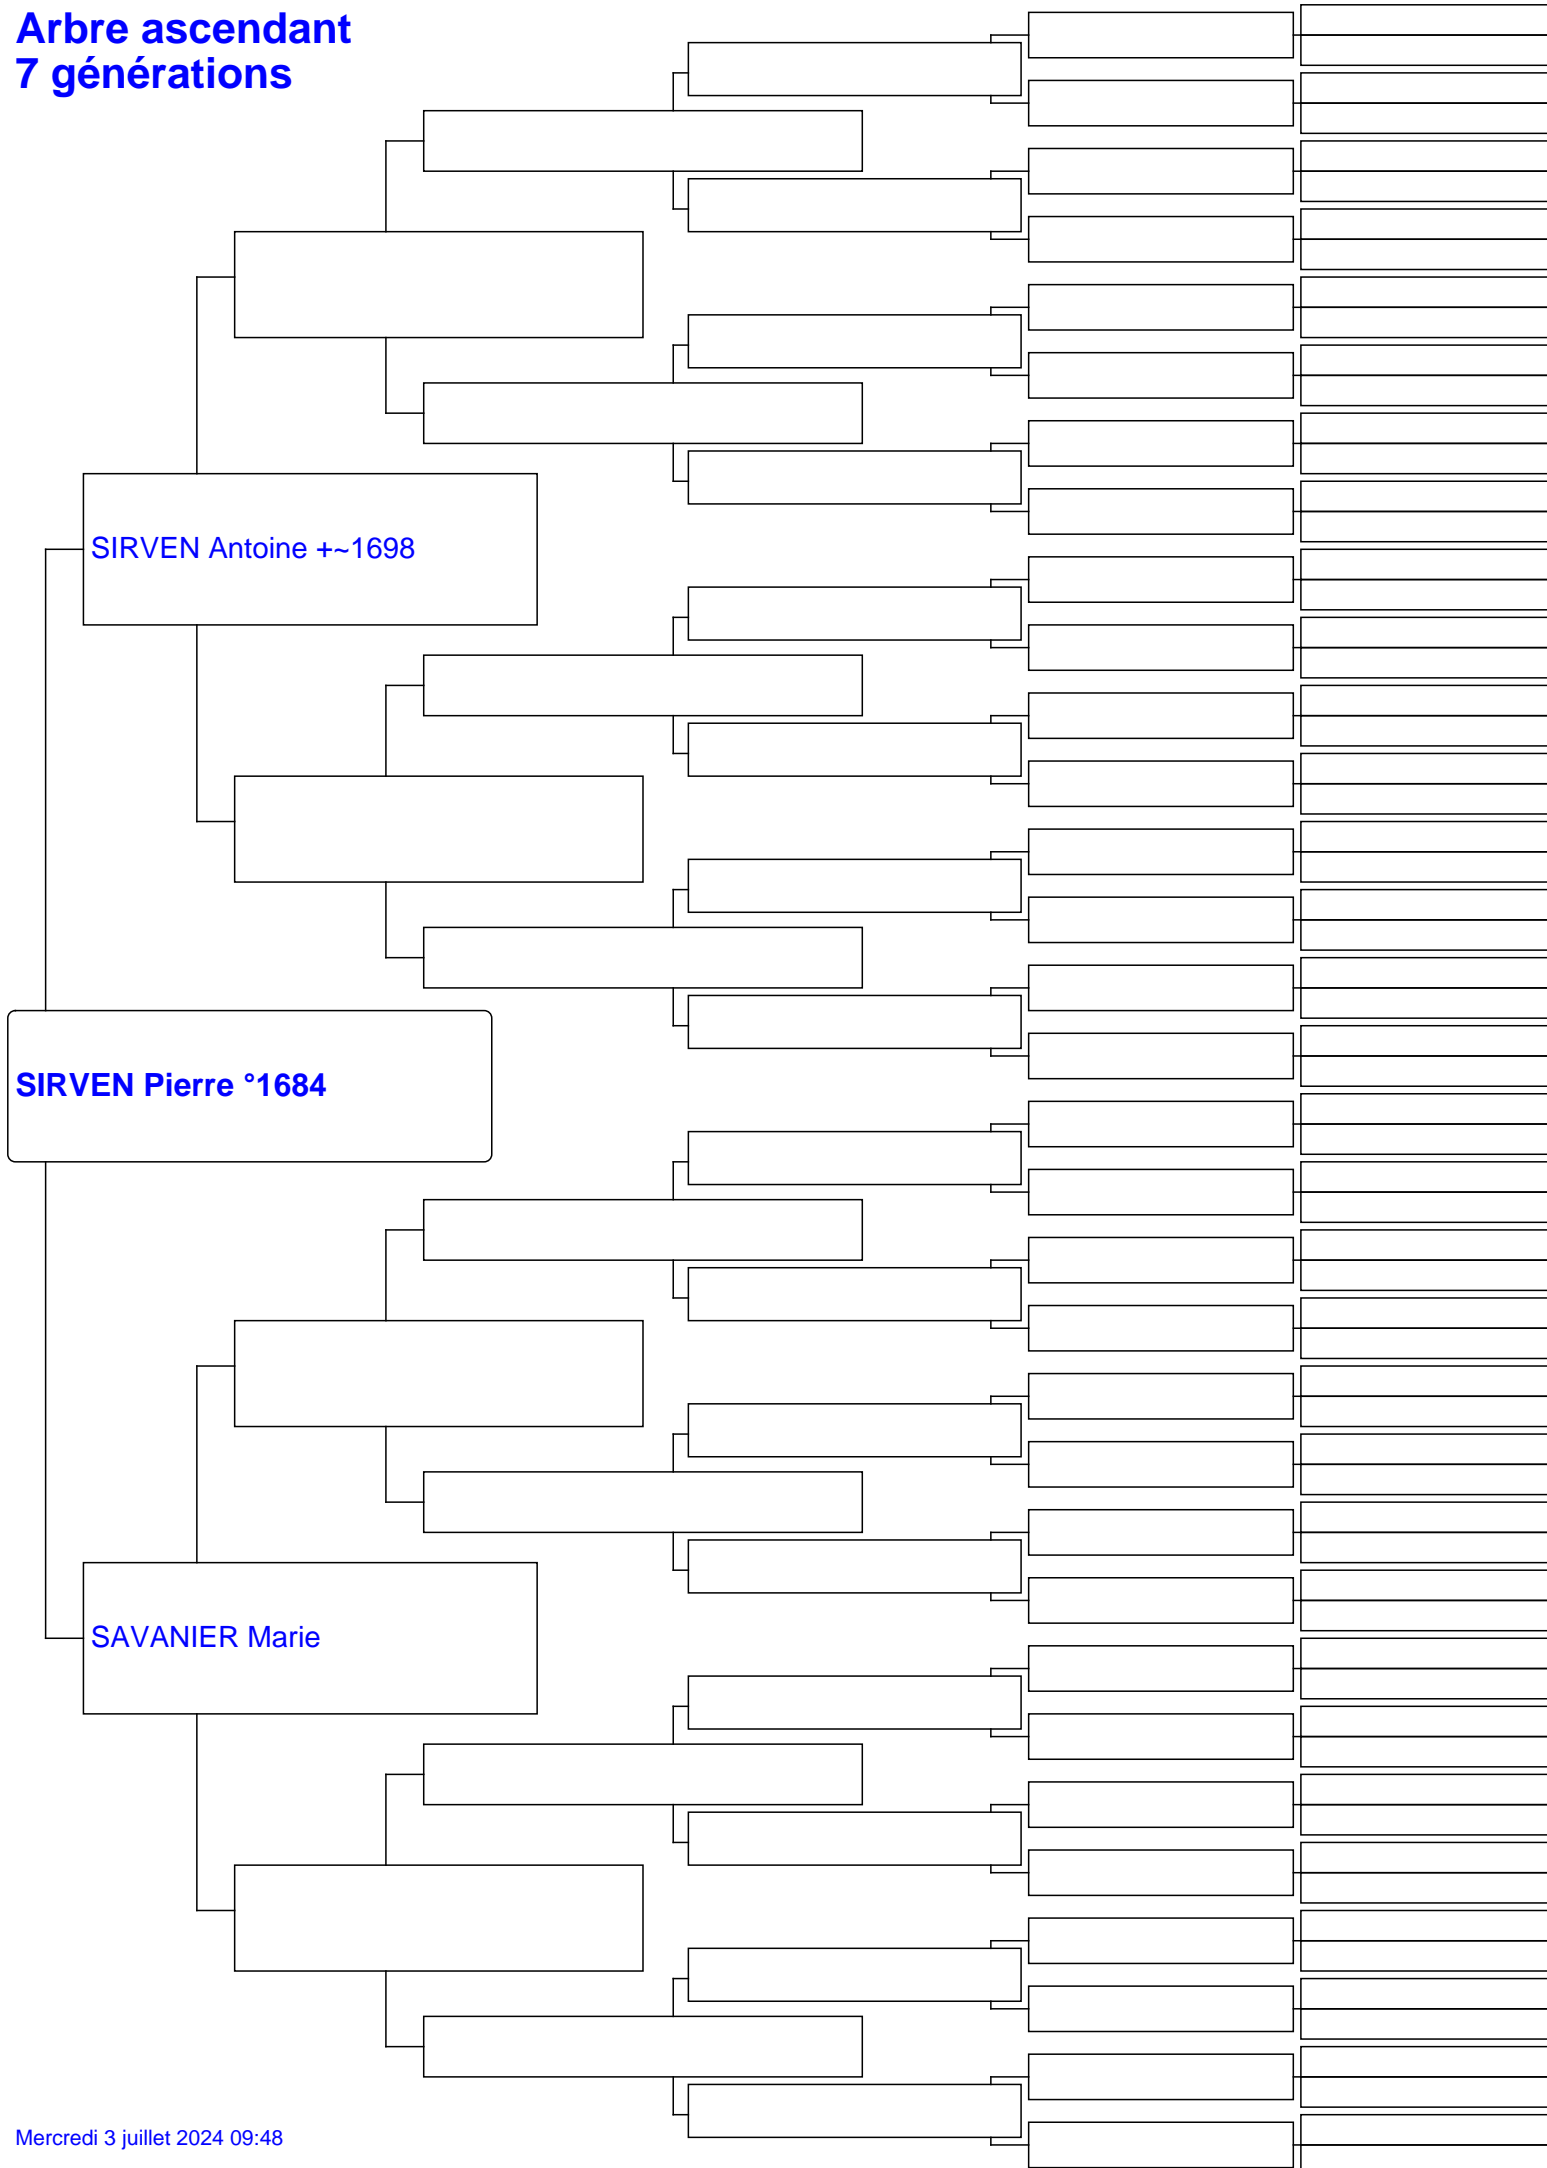 Arbre ascendant
7 générations
SIRVEN Antoine +~1698
SIRVEN Pierre °1684
SAVANIER Marie
Mercredi 3 juillet 2024 09:48